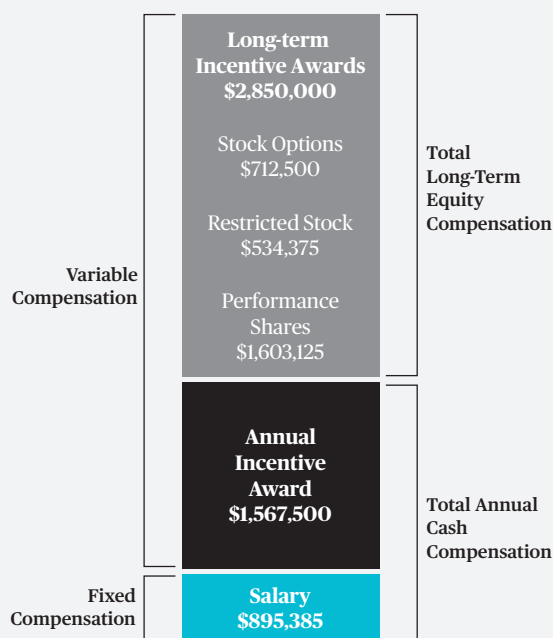 Long-term
Incentive Awards
$2,850,000
Stock Options
$712,500
Restricted Stock
$534,375
Performance
Shares
$1,603,125
Total
Long-Term
Equity
Compensation
Variable
Compensation
Annual
Incentive
Award
$1,567,500
Total Annual
Cash
Compensation
Fixed
Compensation
Salary
$895,385